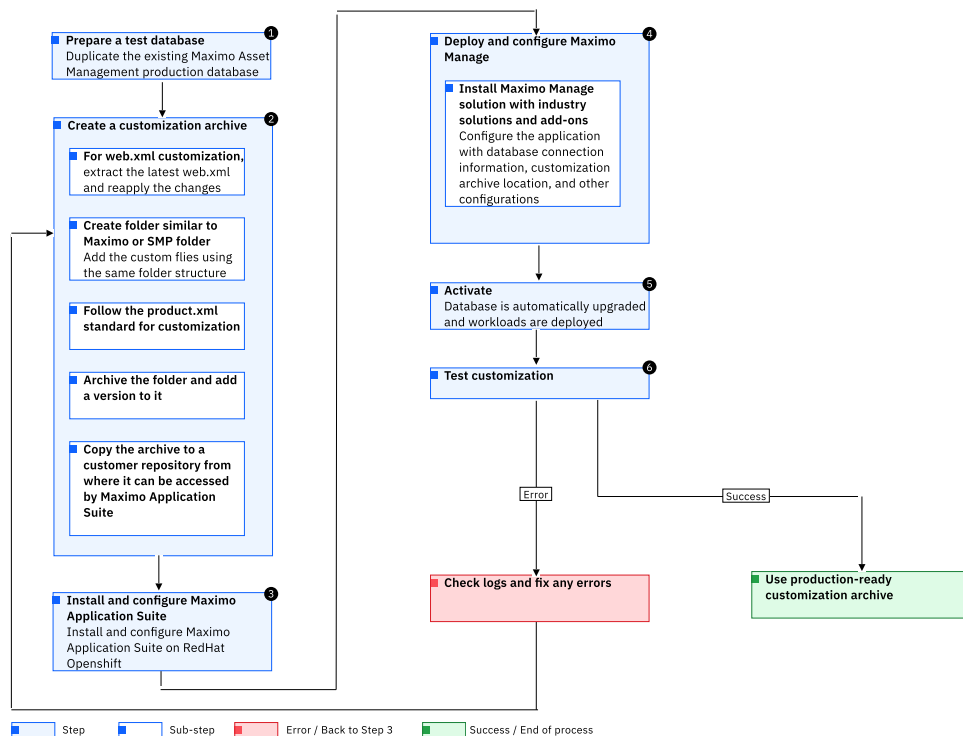 1
Prepare a test database
Duplicate the existing Maximo Asset
Management production database
2
Create a customization archive
For web.xml customization,
extract the latest web.xml
and reapply the changes
Create folder similar to
Maximo or SMP folder
Add the custom flies using
the same folder structure
Follow the product.xml
standard for customization
Archive the folder and add
a version to it
Copy the archive to a
customer repository from
where it can be accessed
by Maximo Application
Suite
3
Install and configure Maximo
Application Suite
Install and configure Maximo
Application Suite on RedHat
Openshift
4
Deploy and configure Maximo
Manage
Install Maximo Manage
solution with industry
solutions and add-ons
Configure the application
with database connection
information, customization
archive location, and other
configurations
5
Activate
Database is automatically upgraded
and workloads are deployed
6
Test customization
Error
Success
Check logs and fix any errors
Use production-ready
customization archive
Step
Sub-step
Error / Back to Step 3
Success / End of process